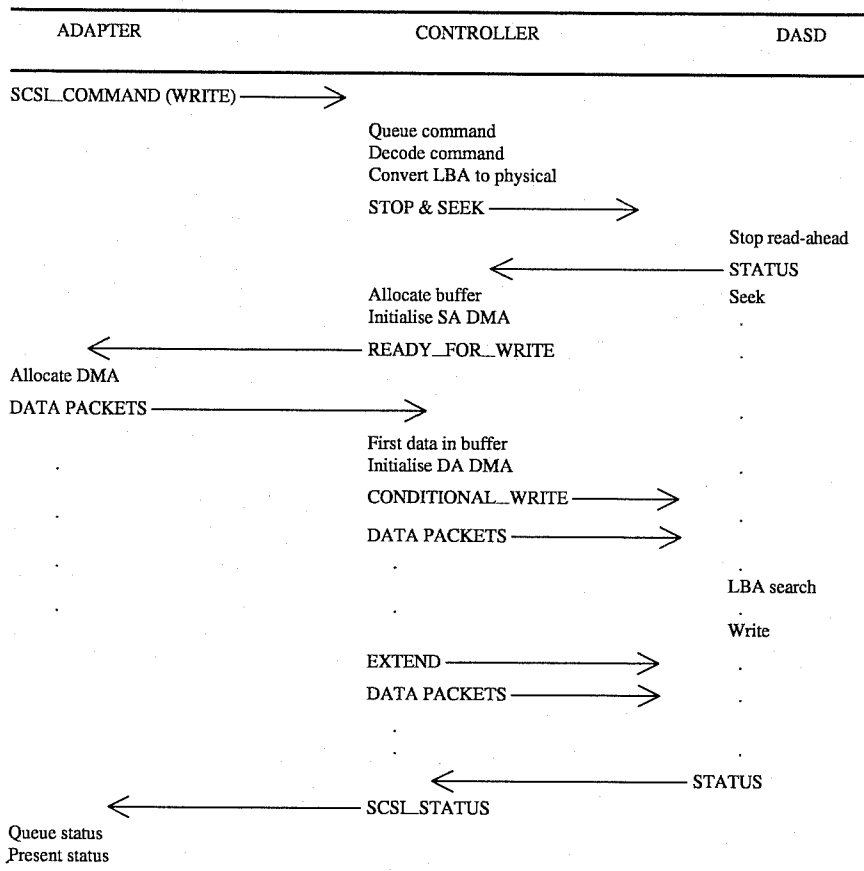 ADAPTER CONTROLLER DASD
SCSI_COMMAND (WRITE)
Queue command
Decode command
Convert LBA to physical
STOP & SEEK
Stop read-ahead
STATUS
Allocate buffer Seek
Initialise SA DMA
READY_FOR_WRITE
Allocate DMA
DATA PACKETS
First data in buffer
Initialise DA DMA
CONDITIONAL_WRITE
DATA PACKETS
LBA search
Write
EXTEND
DATA PACKETS
STATUS
SCSI_STATUS
Queue status
Present status